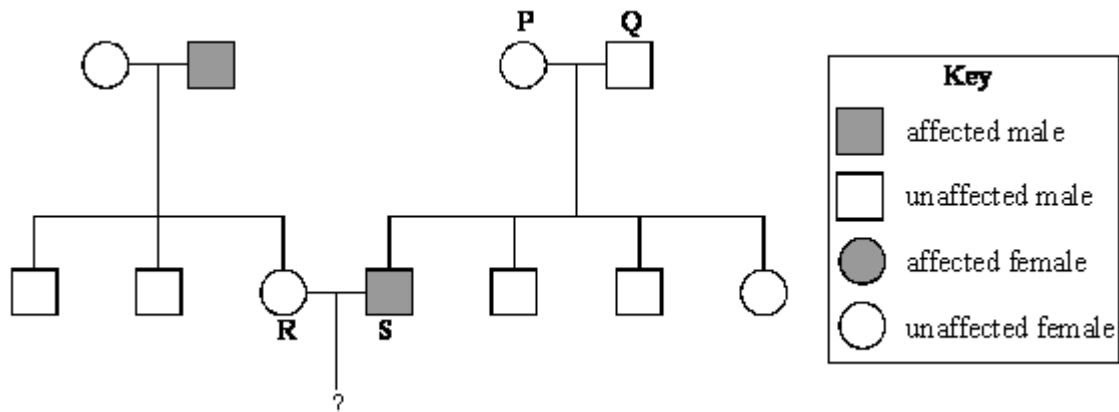 P Q
Key
affected male
unaffected male
affected female
unaffected female
R S
?